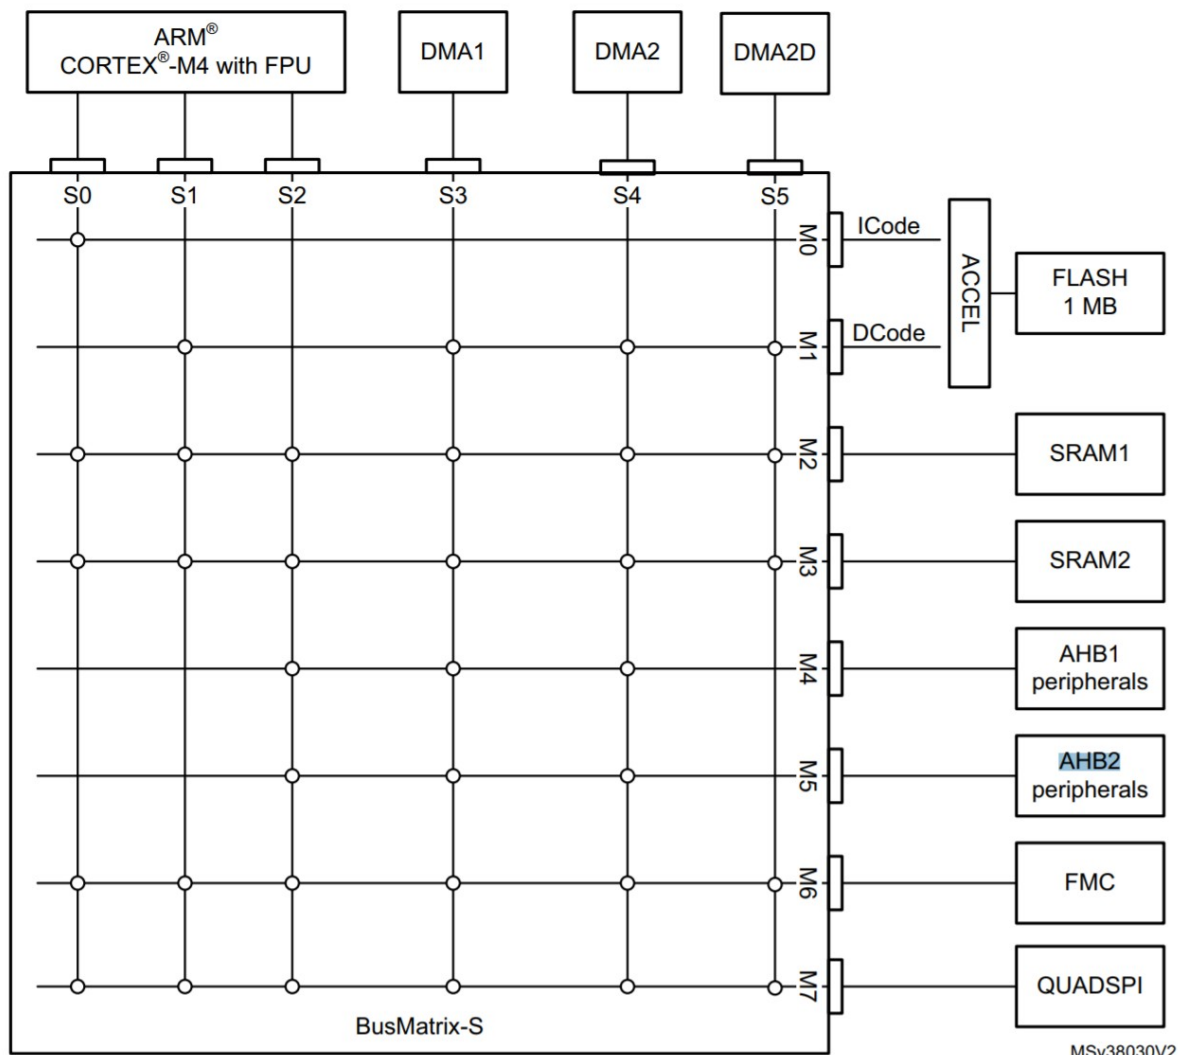 ARM®
CORTEX®-M4 with FPU
DMA1
DMA2
DMA2D
S0
S1
S2
S3
S4
S5
M0
ICode
ACCEL
FLASH
1 MB
M1
DCode
M2
SRAM1
M3
SRAM2
M4
AHB1
peripherals
M5
AHB2
peripherals
M6
FMC
M7
QUADSPI
BusMatrix-S
MSv38030V2